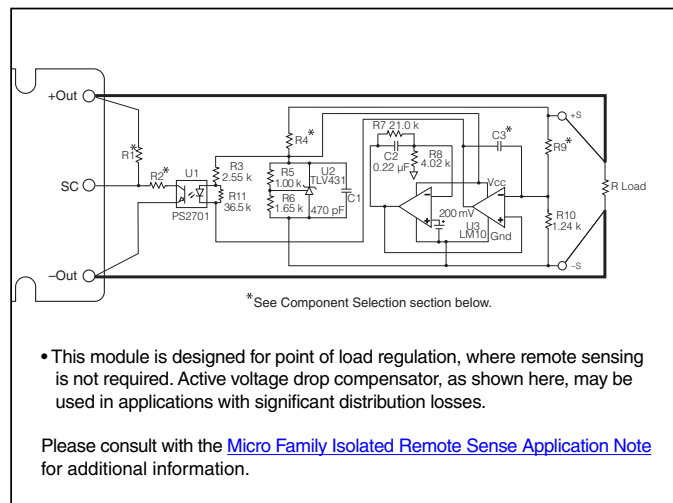 +Out
R7 21.0 k
C3*
+S
R4*
R1*
R9*
C2
0.22 µF
R8
4.02 k
R3
2.55 k
U2
TLV431
U1
SC
R2*
R5
1.00 k
Vcc
R Load
R11
36.5 k
R6
1.65 k
C1
PS2701
470 pF
200 mV
U3
LM10
Gnd
R10
1.24 k
–Out
–S
*See Component Selection section below.
• This module is designed for point of load regulation, where remote sensing
is not required. Active voltage drop compensator, as shown here, may be
used in applications with significant distribution losses.
Please consult with the Micro Family Isolated Remote Sense Application Note
for additional information.